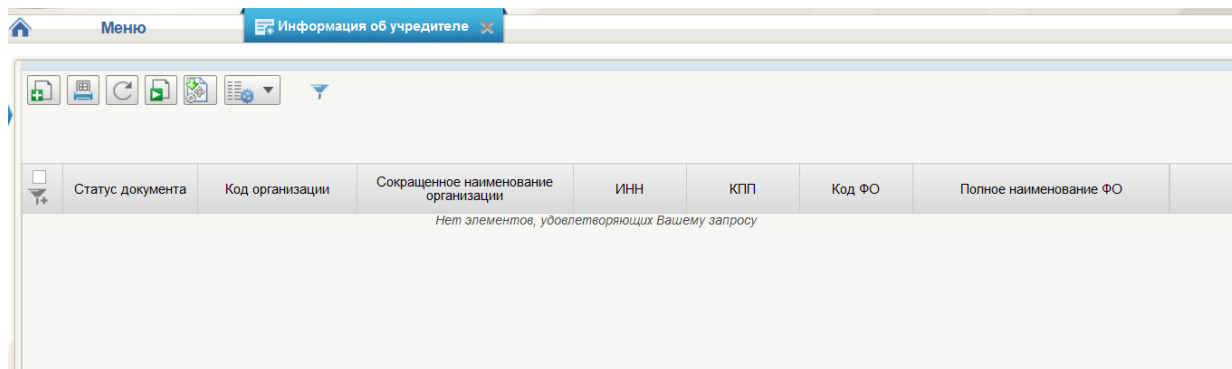 Меню
Информация об учредителе
Статус документа
Код организации
Сокращенное наименование
организации
ИНН
КПП
Код ФО
Полное наименование ФО
Нет элементов, удовлетворяющих Вашему запросу